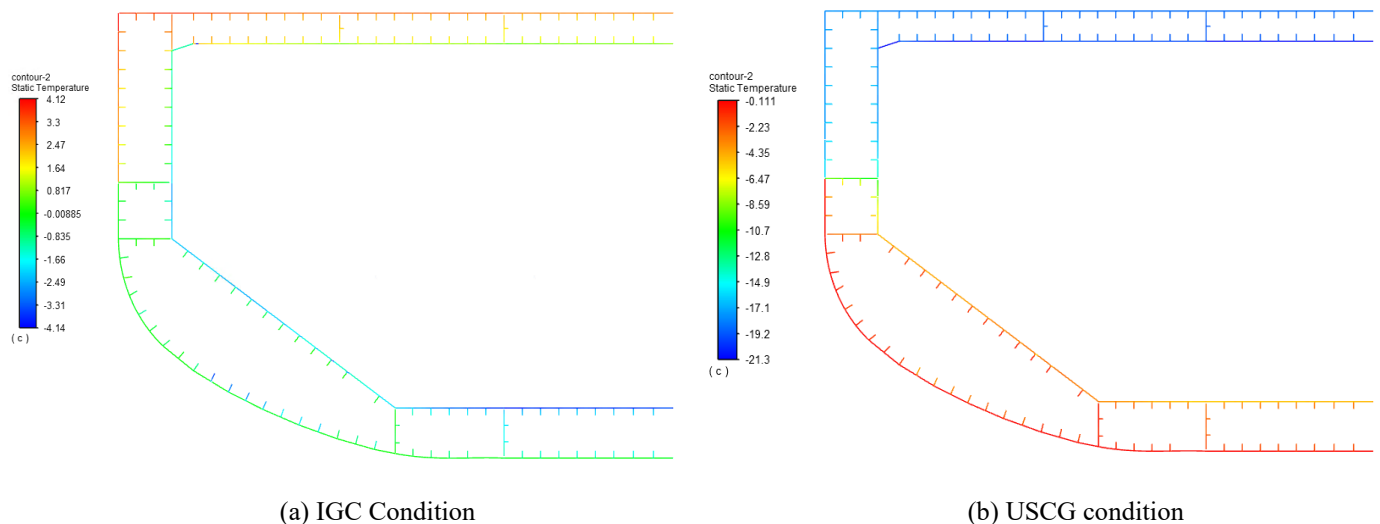 contour-2
Static Temperature
4.12
3.3
2.47
1.64
0.817
-0.00885
-0.835
-1.66
-2.49
-3.31
-4.14
( c )
contour-2
Static Temperature
-0.111
-2.23
-4.35
-6.47
-8.59
-10.7
-12.8
-14.9
-17.1
-19.2
-21.3
( c )
(a) IGC Condition
(b) USCG condition